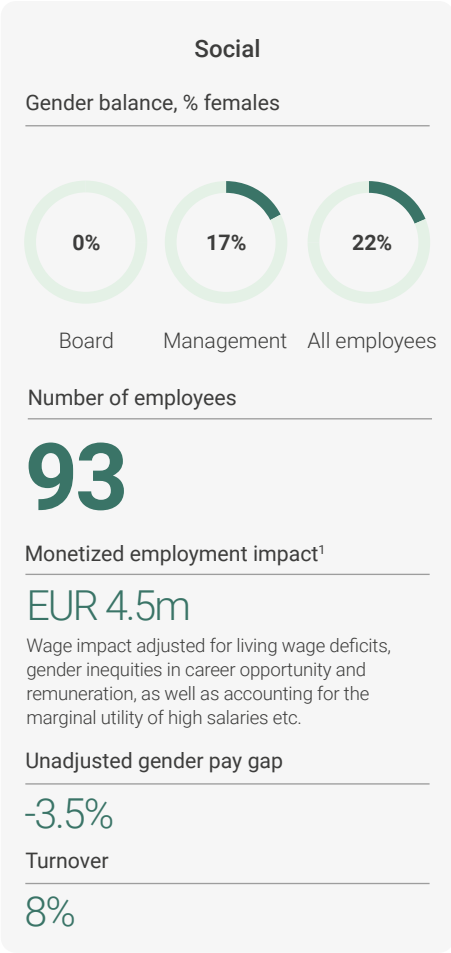 Social
Gender balance, % females
0%
17%
22%
Board
Management
All employees
Number of employees
93
Monetized employment impact¹
EUR 4.5m
Wage impact adjusted for living wage deficits,
gender inequities in career opportunity and
remuneration, as well as accounting for the
marginal utility of high salaries etc.
Unadjusted gender pay gap
-3.5%
Turnover
8%